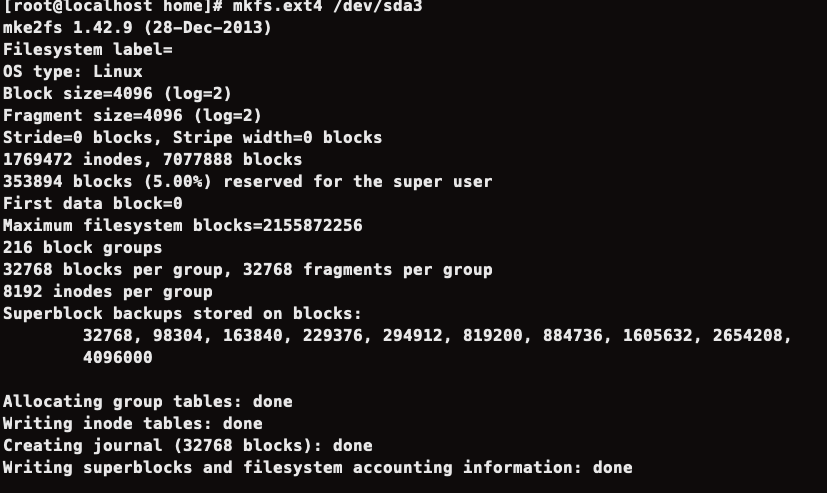 [root@localhost home]# mkfs.ext4 /dev/sda3
mke2fs 1.42.9 (28-Dec-2013)
Filesystem label=
OS type: Linux
Block size=4096 (log=2)
Fragment size=4096 (log=2)
Stride=0 blocks, Stripe width=0 blocks
1769472 inodes, 7077888 blocks
353894 blocks (5.00%) reserved for the super user
First data block=0
Maximum filesystem blocks=2155872256
216 block groups
32768 blocks per group, 32768 fragments per group
8192 inodes per group
Superblock backups stored on blocks:
        32768, 98304, 163840, 229376, 294912, 819200, 884736, 1605632, 2654208,
        4096000

Allocating group tables: done
Writing inode tables: done
Creating journal (32768 blocks): done
Writing superblocks and filesystem accounting information: done